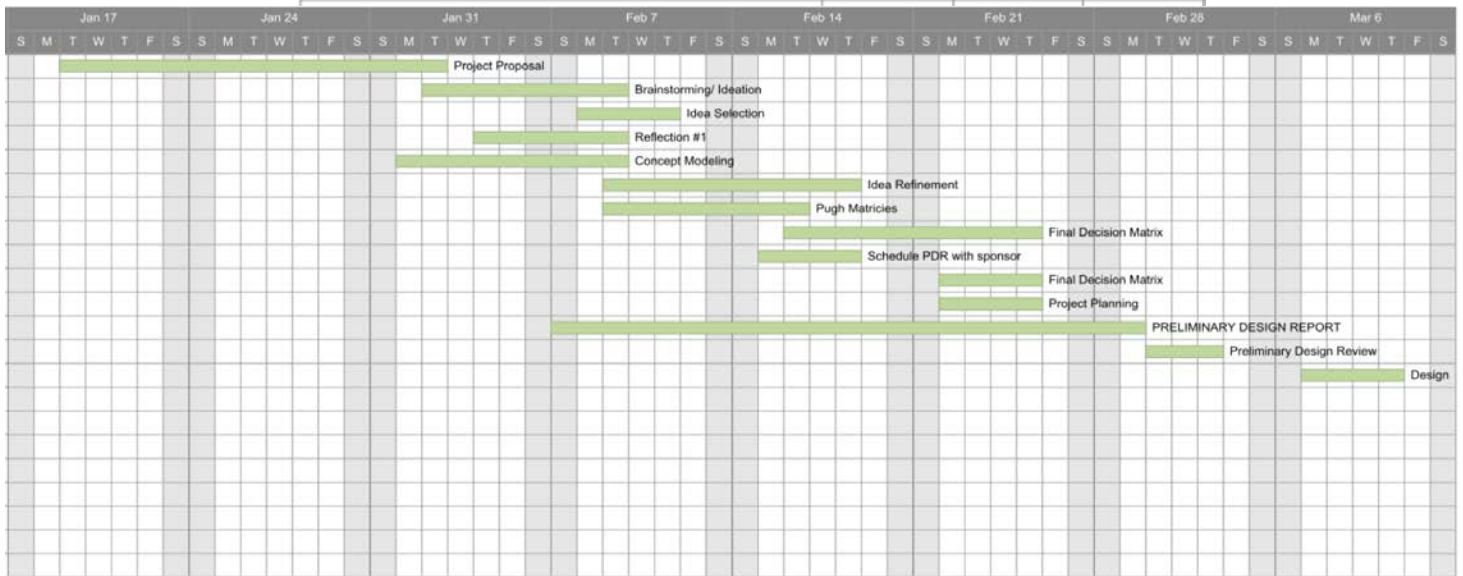 Jan 17 Jan 24 Jan 31 Feb 7 Feb 14 Feb 21 Feb 28 Mar 6
S M T W T F S S M T W T F S S M T W T F S S M T W T F S S M T W T F S S M T W T F S S M T W T F S S M T W T F S
Project Proposal
Brainstorming/ Ideation
Idea Selection
Reflection #1
Concept Modeling
Idea Refinement
Pugh Matricies
Final Decision Matrix
Schedule PDR with sponsor
Final Decision Matrix
Project Planning
PRELIMINARY DESIGN REPORT
Preliminary Design Review
Design